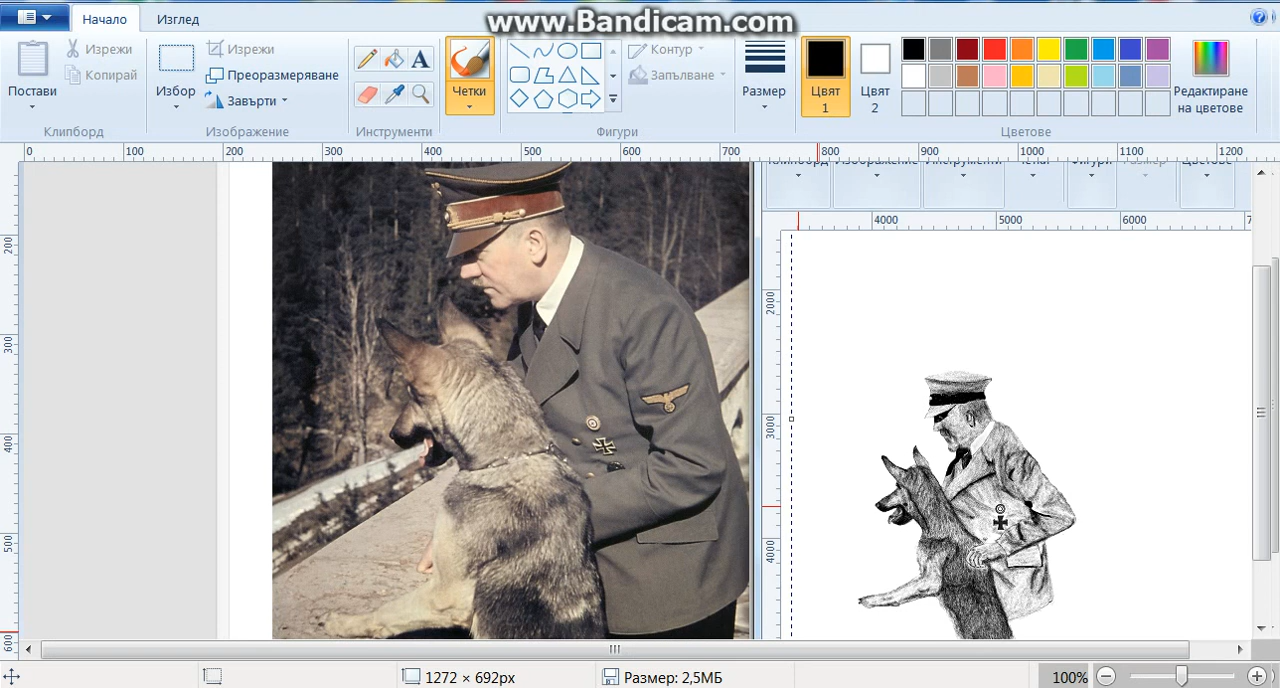 www.Bandicam.com
Начало
Изглед
Постави
Изрежи
Копирай
Клипборд
Избор
Изрежи
Преоразмеряване
Завърти
Изображение
A
Инструменти
Четки
Контур
Запълване
Фигури
Размер
Цвят
1
Цвят
2
Редактиране
на цветове
Цветове
0 100 200 300 400 500 600 700 800 900 1000 1100 1200
4000 5000 6000
200
300
400
500
600
2000
3000
4000
1272 × 692px
Размер: 2,5МБ
100%